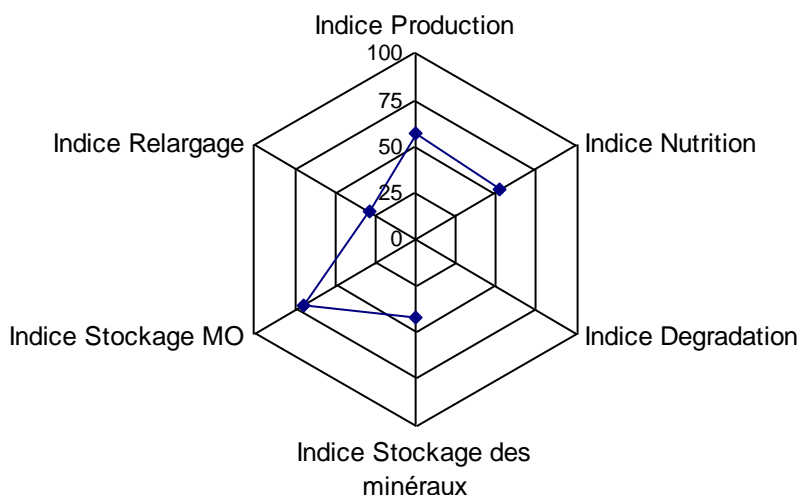 Indice Production
100
75
50
25
0
Indice Relargage
Indice Nutrition
Indice Stockage MO
Indice Degradation
Indice Stockage des
minéraux